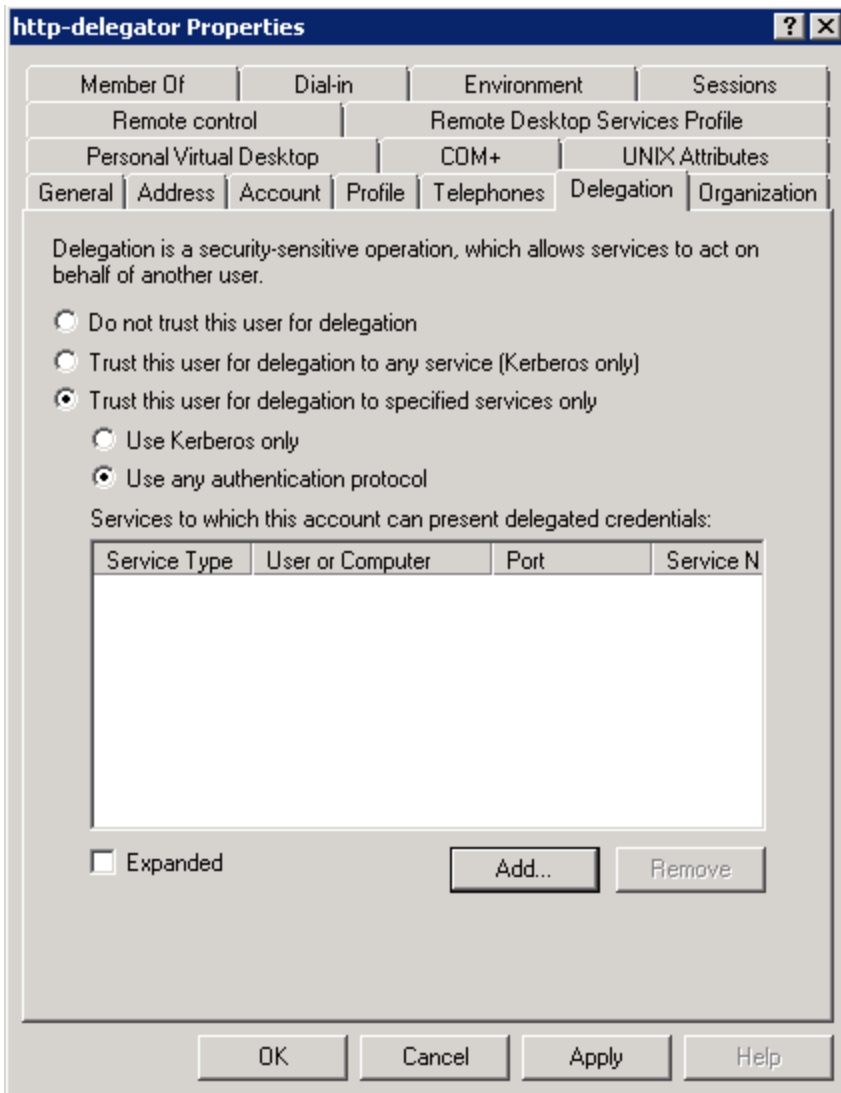 http-delegator Properties
Member Of Dial-in Environment Sessions
Remote control Remote Desktop Services Profile
Personal Virtual Desktop COM+ UNIX Attributes
General Address Account Profile Telephones Delegation Organization
Delegation is a security-sensitive operation, which allows services to act on
behalf of another user.
Do not trust this user for delegation
Trust this user for delegation to any service (Kerberos only)
Trust this user for delegation to specified services only
Use Kerberos only
Use any authentication protocol
Services to which this account can present delegated credentials:
Service Type User or Computer Port Service N
Expanded Add... Remove
OK Cancel Apply Help